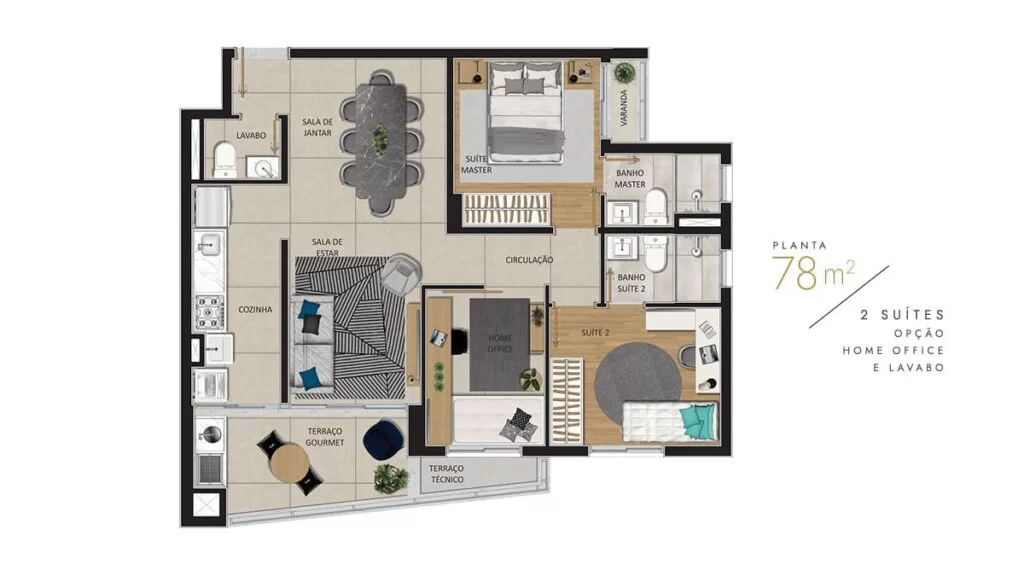 LAVABO
SALA DE
JANTAR
SUÍTE
MASTER
VARANDA
BANHO
MASTER
SALA DE
ESTAR
CIRCULAÇÃO
BANHO
SUÍTE 2
COZINHA
HOME
OFFICE
SUÍTE 2
TERRAÇO
GOURMET
TERRAÇO
TÉCNICO
PLANTA
78 m²
2 SUÍTES
OPÇÃO
HOME OFFICE
E LAVABO